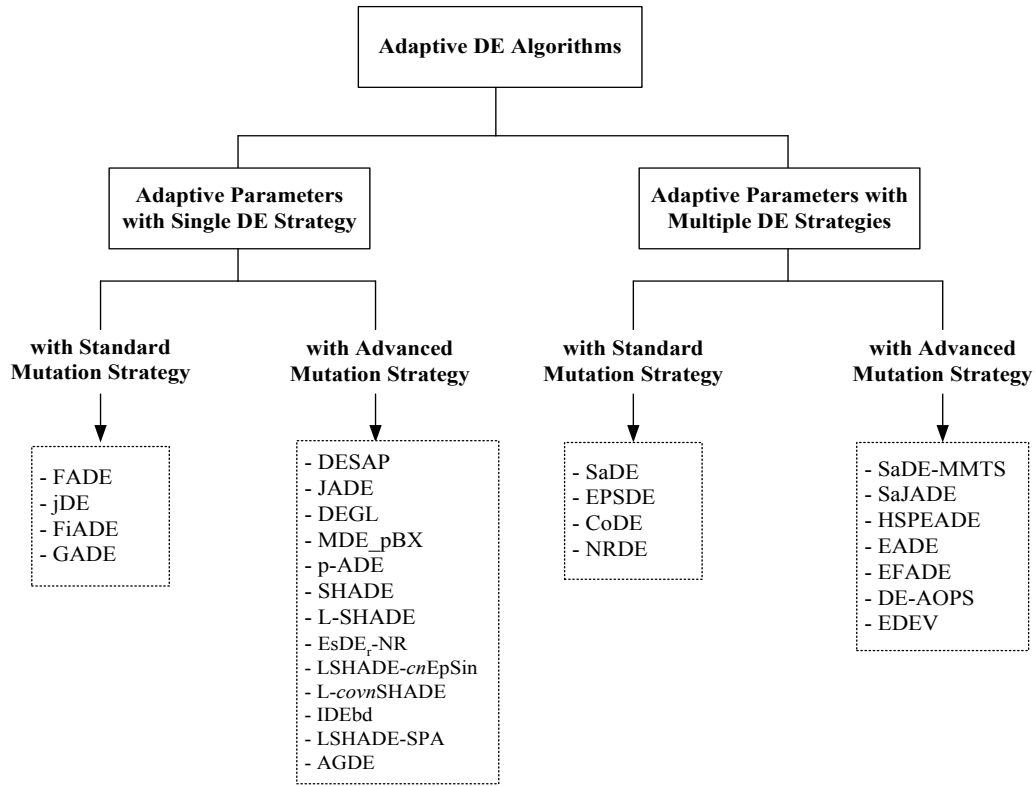 Adaptive DE Algorithms
Adaptive Parameters
with Single DE Strategy
Adaptive Parameters with
Multiple DE Strategies
with Standard
Mutation Strategy
with Advanced
Mutation Strategy
with Standard
Mutation Strategy
with Advanced
Mutation Strategy
- FADE
- jDE
- FiADE
- GADE
- DESAP
- JADE
- DEGL
- MDE_pBX
- p-ADE
- SHADE
- L-SHADE
- EsDEr-NR
- LSHADE-cnEpSin
- L-covnSHADE
- IDEbd
- LSHADE-SPA
- AGDE
- SaDE
- EPSDE
- CoDE
- NRDE
- SaDE-MMTS
- SaJADE
- HSPEADE
- EADE
- EFADE
- DE-AOPS
- EDEV